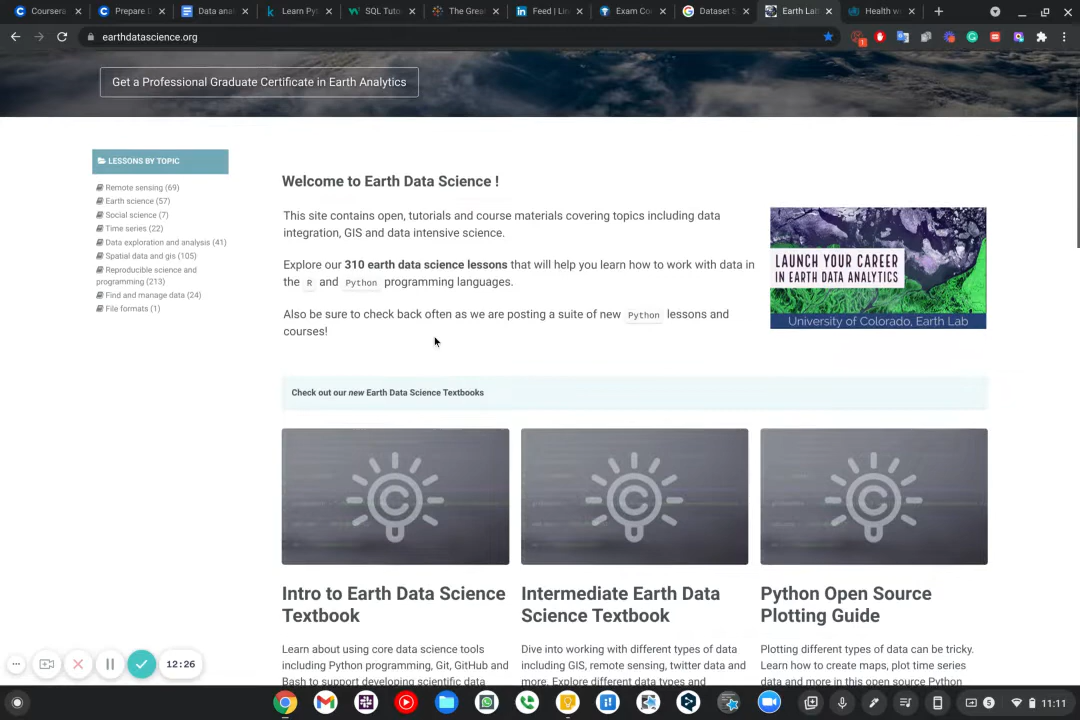 Coursera
Prepare D
Data anal
Learn Pyt
SQL Tuto
The Great
Feed | Lin
Exam Co
Dataset S
Earth Lab
Health w
earthdatascience.org
1
Get a Professional Graduate Certificate in Earth Analytics
LESSONS BY TOPIC
Remote sensing (69)
Earth science (57)
Social science (7)
Time series (22)
Data exploration and analysis (41)
Spatial data and gis (105)
Reproducible science and
programming (213)
Find and manage data (24)
File formats (1)
Welcome to Earth Data Science !
This site contains open, tutorials and course materials covering topics including data
integration, GIS and data intensive science.
Explore our 310 earth data science lessons that will help you learn how to work with data in
the R and Python programming languages.
Also be sure to check back often as we are posting a suite of new Python lessons and
courses!
LAUNCH YOUR CAREER
IN EARTH DATA ANALYTICS
University of Colorado, Earth Lab
Check out our new Earth Data Science Textbooks
Intro to Earth Data Science
Textbook
Learn about using core data science tools
including Python programming, Git, GitHub and
Bash to support developing scientific data
Intermediate Earth Data
Science Textbook
Dive into working with different types of data
including GIS, remote sensing, twitter data and
more. Explore different data types and
Python Open Source
Plotting Guide
Plotting different types of data can be tricky.
Learn how to create maps, plot time series
data and more in this open source Python
12:26
5
11:11